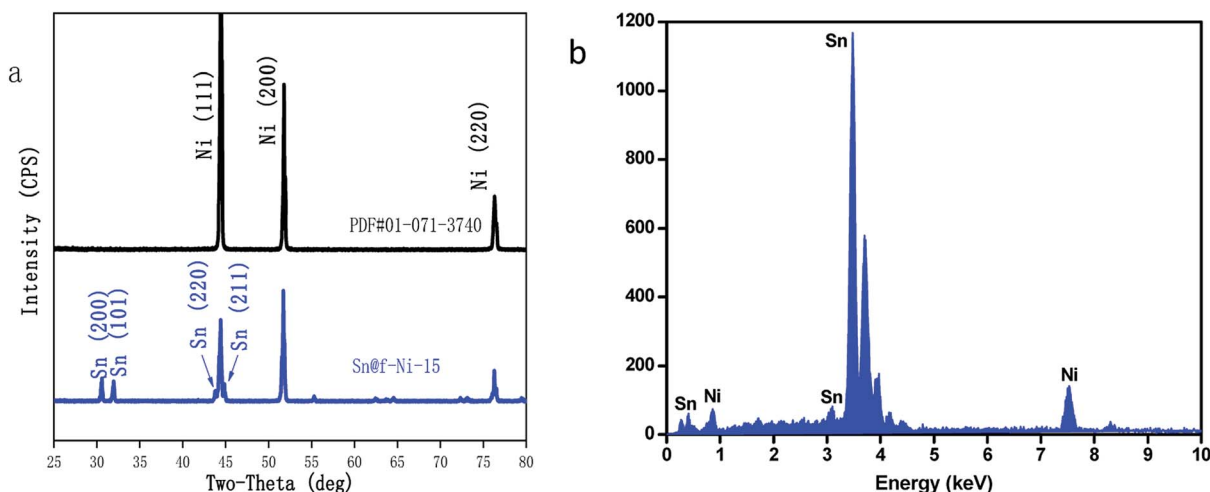 a
Intensity (CPS)
Ni (111)
Ni (200)
Ni (220)
PDF#01-071-3740
Sn (200)
Sn (101)
Sn (220)
Sn (211)
Sn@f-Ni-15
25 30 35 40 45 50 55 60 65 70 75 80
Two-Theta (deg)
b
1200
1000
800
600
400
200
0
Sn
Sn
Ni
Sn
Ni
0 1 2 3 4 5 6 7 8 9 10
Energy (keV)